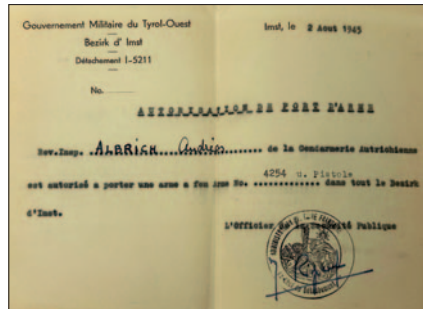 Gouvernement Militaire du Tyrol-Ouest
Imst, le 2 Aout 1945
Bezirk d' Imst
Détachement I-5211
No.
AUTORISATION DE PORT D'ARME
Rev.Insp. ALBRICH Andreas de la Gendarmerie Autrichienne
4254 u. Pistole
est autorisé a porter une arme a feu Arme No. dans tout le Bezirk
d'Imst.
L'Officier de Sécurité Publique